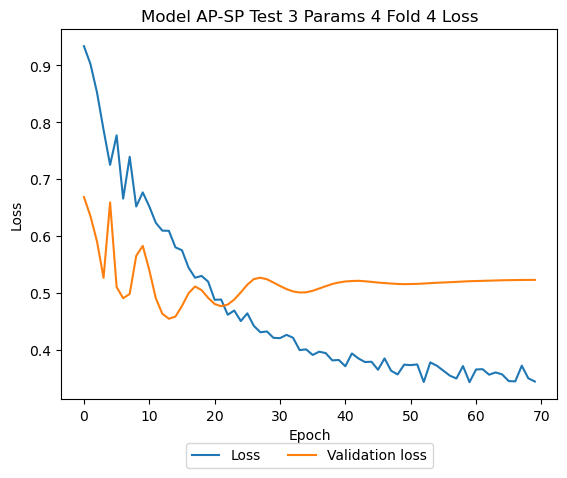 Model AP-SP Test 3 Params 4 Fold 4 Loss
0.9
0.8
0.7
0.6
0.5
0.4
Loss
0 10 20 30 40 50 60 70
Epoch
Loss Validation loss